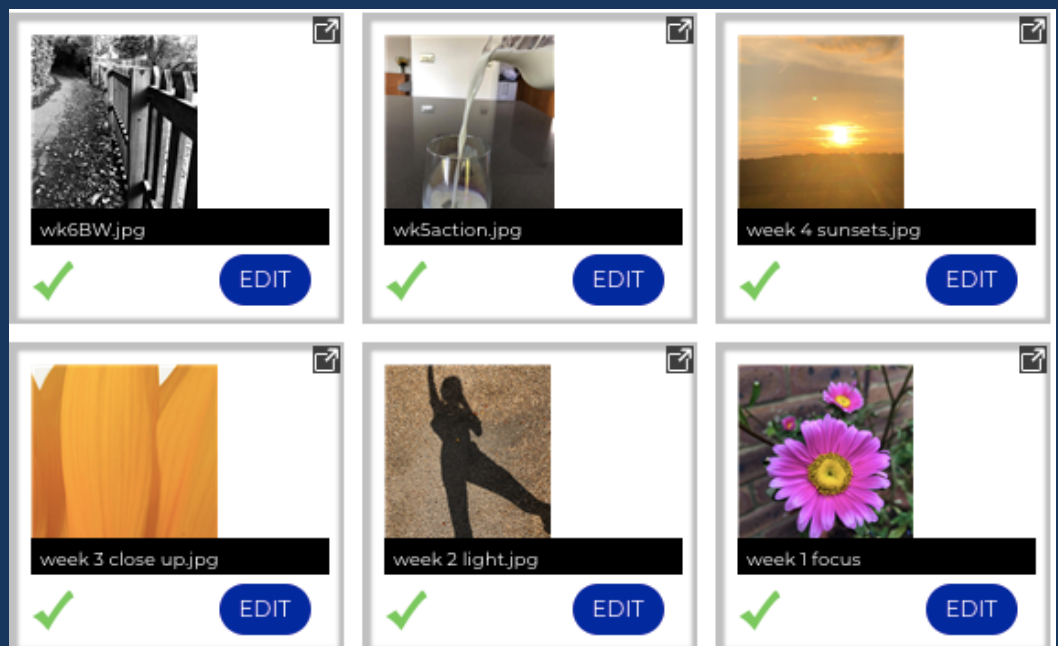 wk6BW.jpg
wk5action.jpg
week 4 sunsets.jpg
EDIT
EDIT
EDIT
week 3 close up.jpg
week 2 light.jpg
week 1 focus
EDIT
EDIT
EDIT